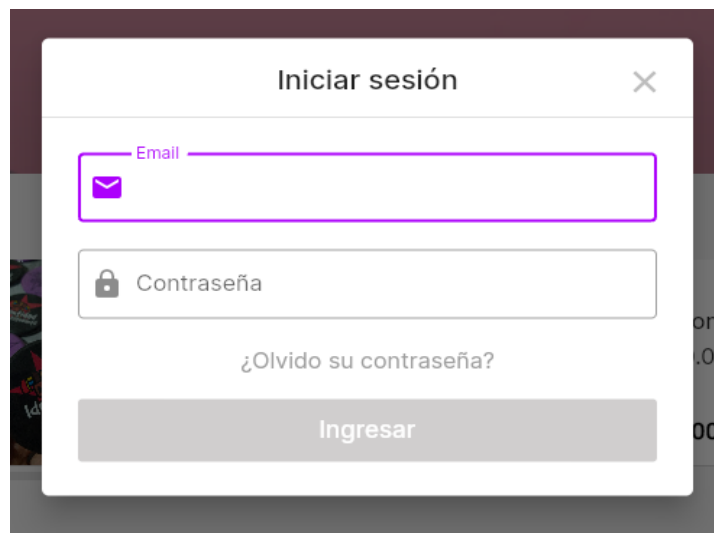 Iniciar sesión
Email
Contraseña
¿Olvido su contraseña?
Ingresar